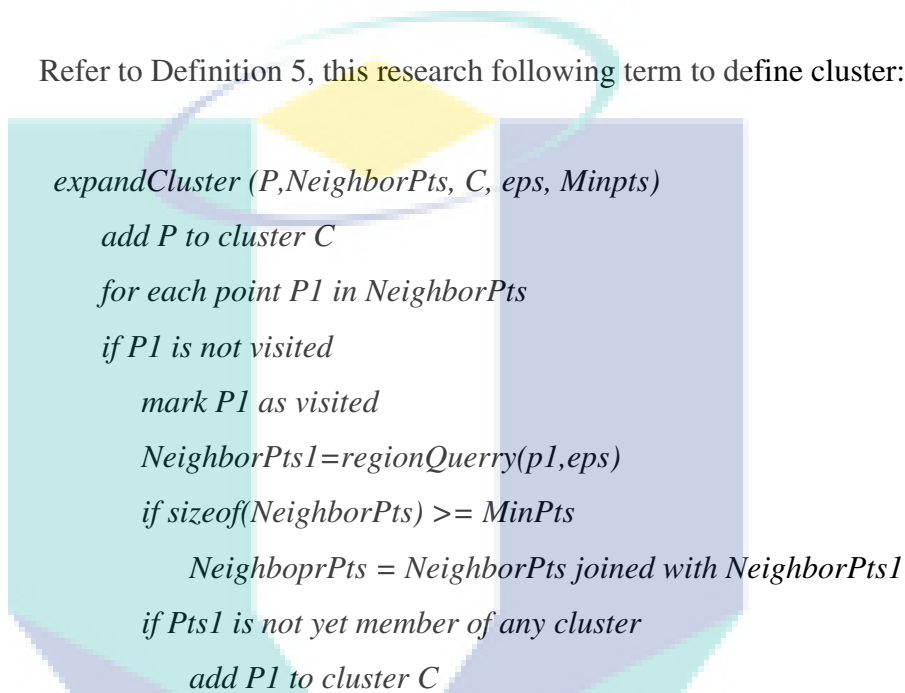 Refer to Definition 5, this research following term to define cluster:
expandCluster (P,NeighborPts, C, eps, Minpts)
add P to cluster C
for each point P1 in NeighborPts
if P1 is not visited
mark P1 as visited
NeighborPts1=regionQuerry(p1,eps)
if sizeof(NeighborPts) >= MinPts
NeighboprPts = NeighborPts joined with NeighborPts1
if Pts1 is not yet member of any cluster
add P1 to cluster C